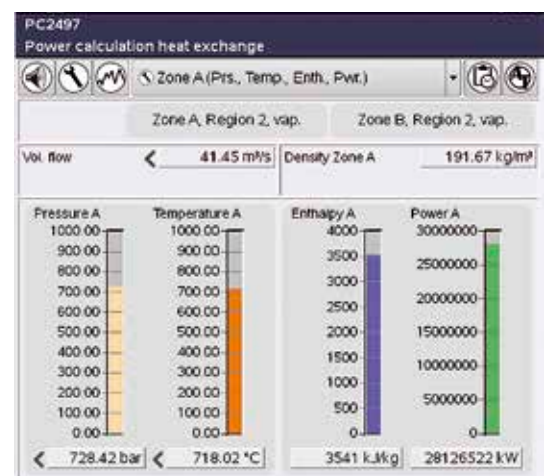 PC2497
Power calculation heat exchange
Zone A (Prs., Temp., Enth., Pwr.)
Zone A, Region 2, vap. Zone B, Region 2, vap.
Vol. flow < 41.45 m³/s Density Zone A 191.67 kg/m³
Pressure A Temperature A Enthalpy A Power A
1000.00 1000.00 4000 30000000
900.00 900.00 3500 25000000
800.00 800.00 3000 20000000
700.00 700.00 2500 15000000
600.00 600.00 2000 10000000
500.00 500.00 1500 5000000
400.00 400.00 1000 0
300.00 300.00 500
200.00 200.00 0
100.00 100.00
0.00 0.00
< 728.42 bar < 718.02 °C 3541 kJ/kg 28126522 kW